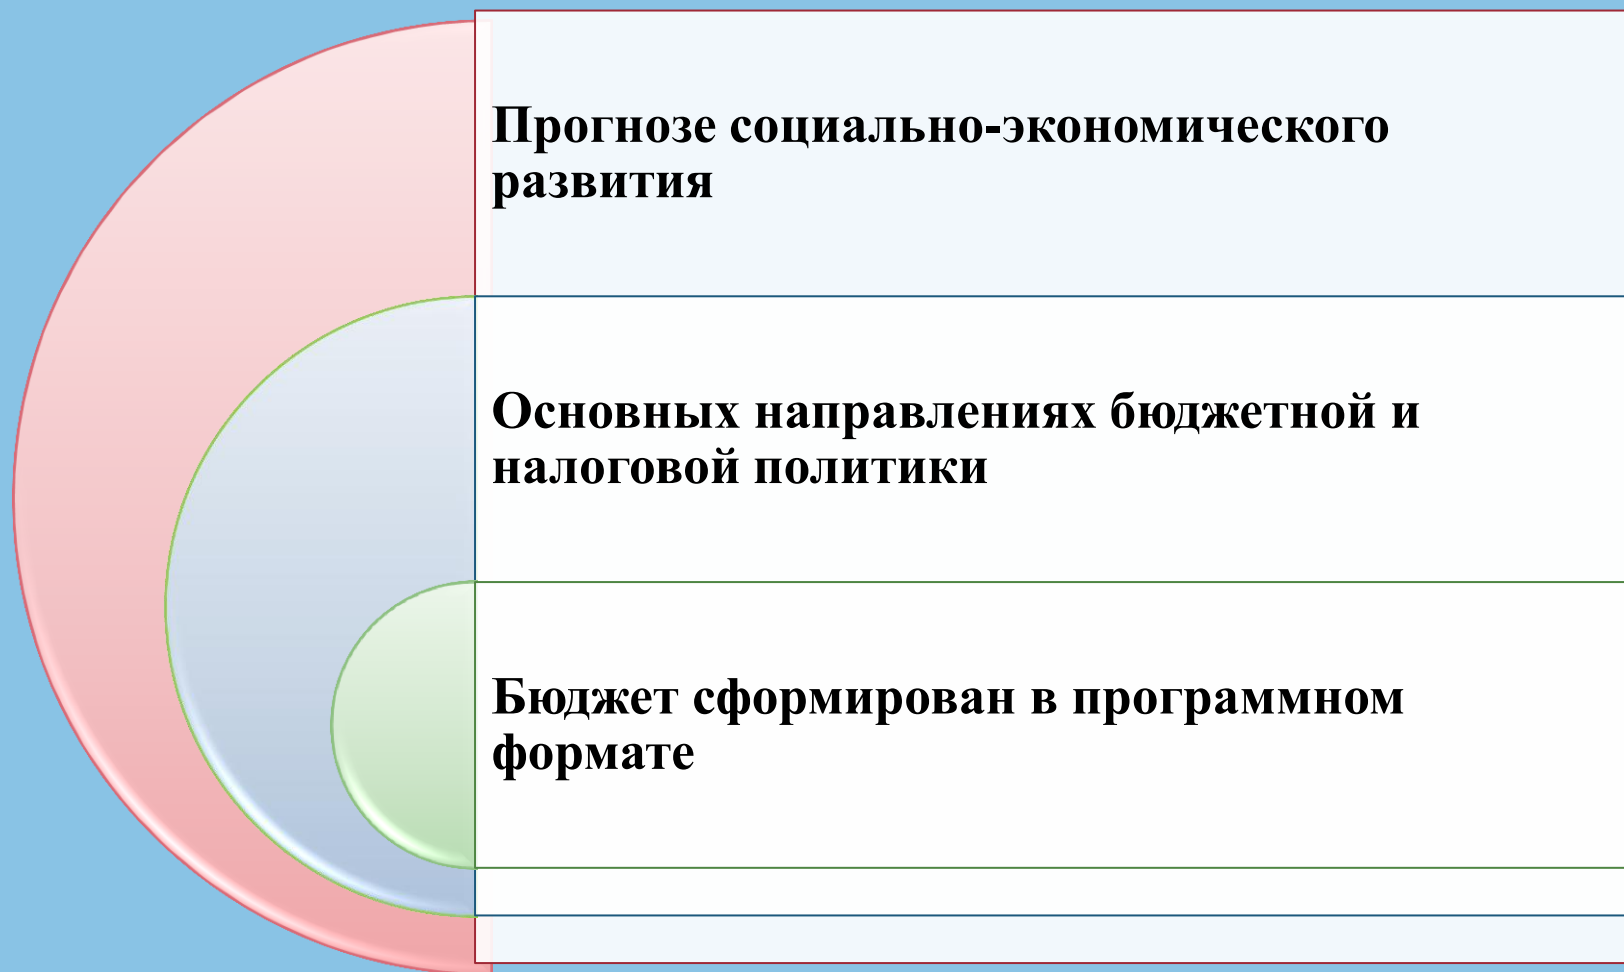 Прогнозе социально-экономического
развития
Основных направлениях бюджетной и
налоговой политики
Бюджет сформирован в программном
формате